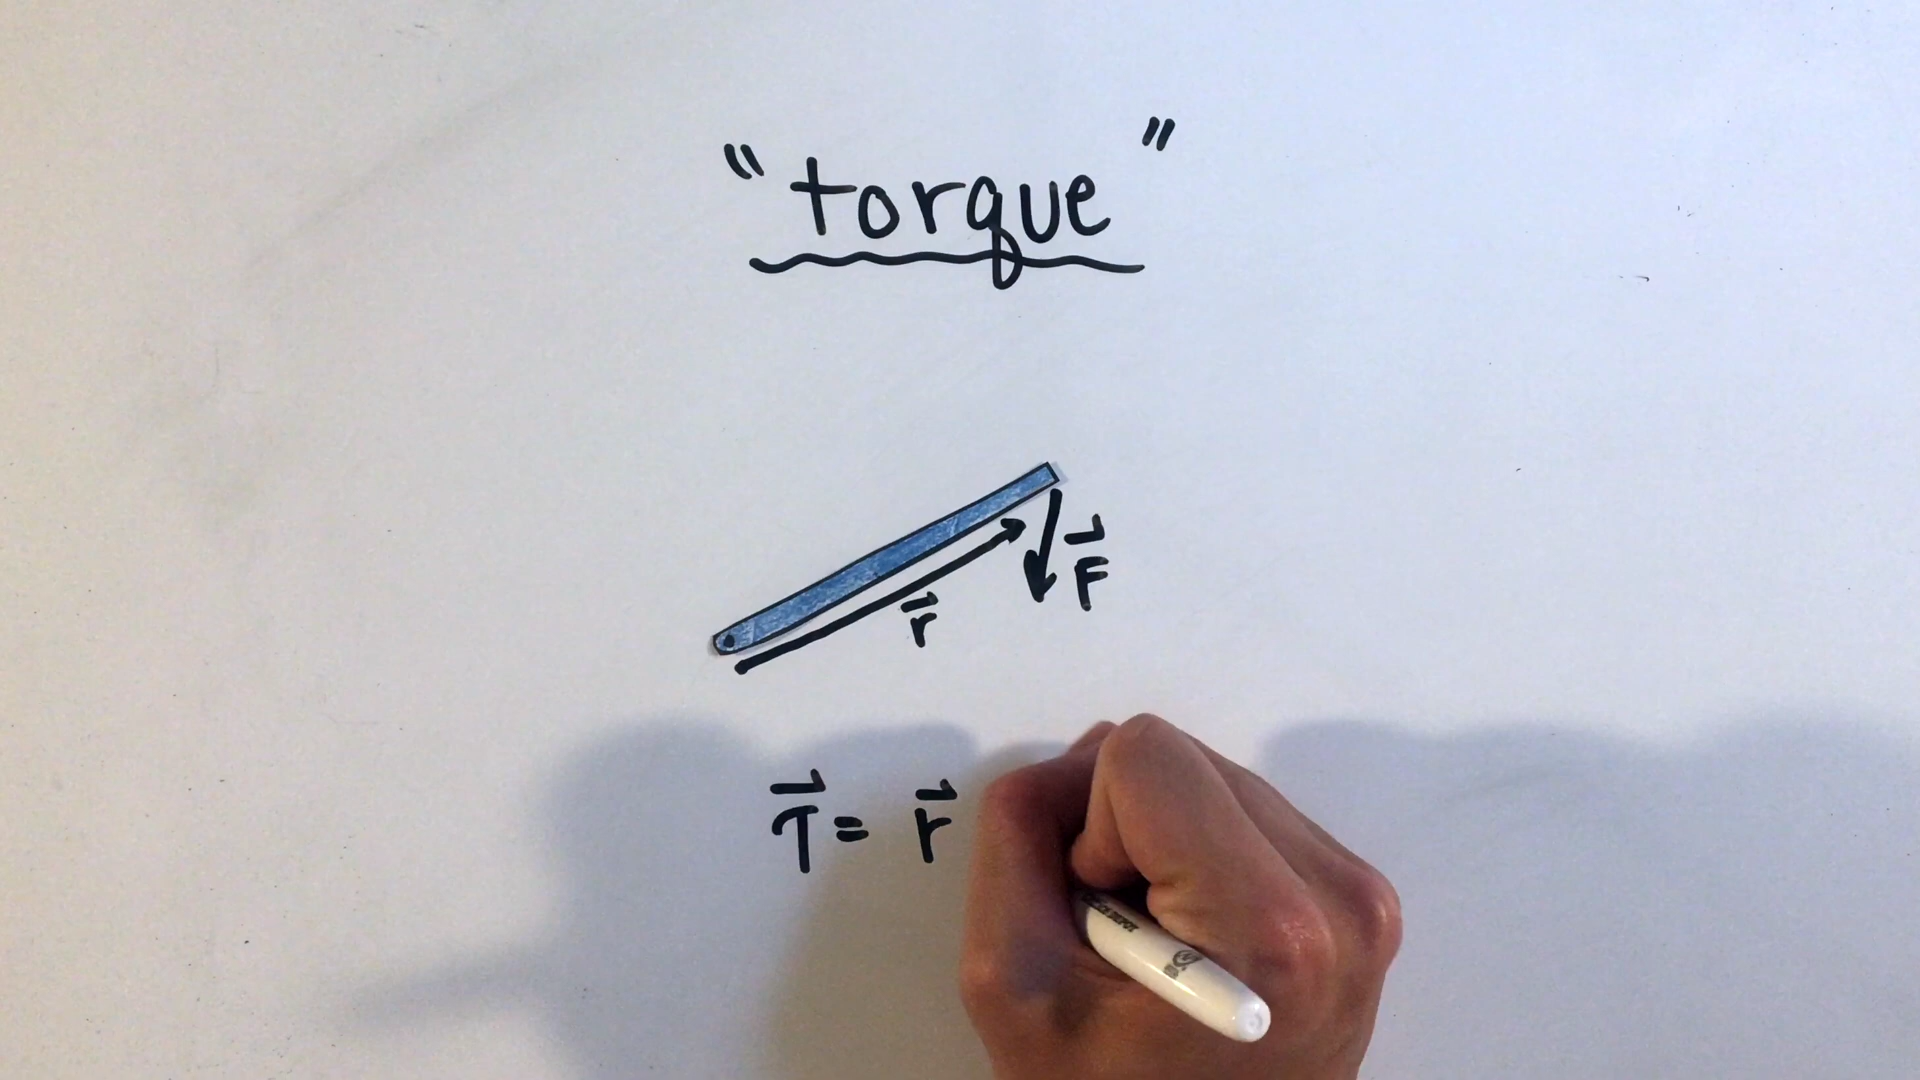 "torque"
F⃗
r⃗
τ⃗ = r⃗